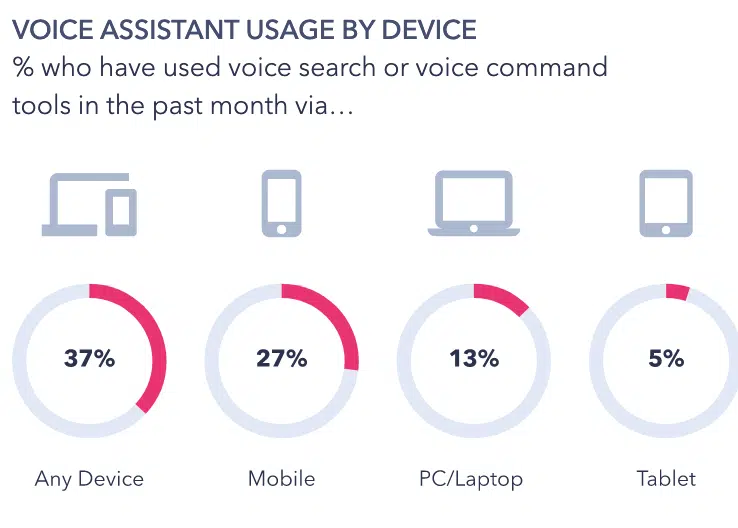 VOICE ASSISTANT USAGE BY DEVICE
% who have used voice search or voice command
tools in the past month via…
37%
27%
13%
5%
Any Device
Mobile
PC/Laptop
Tablet